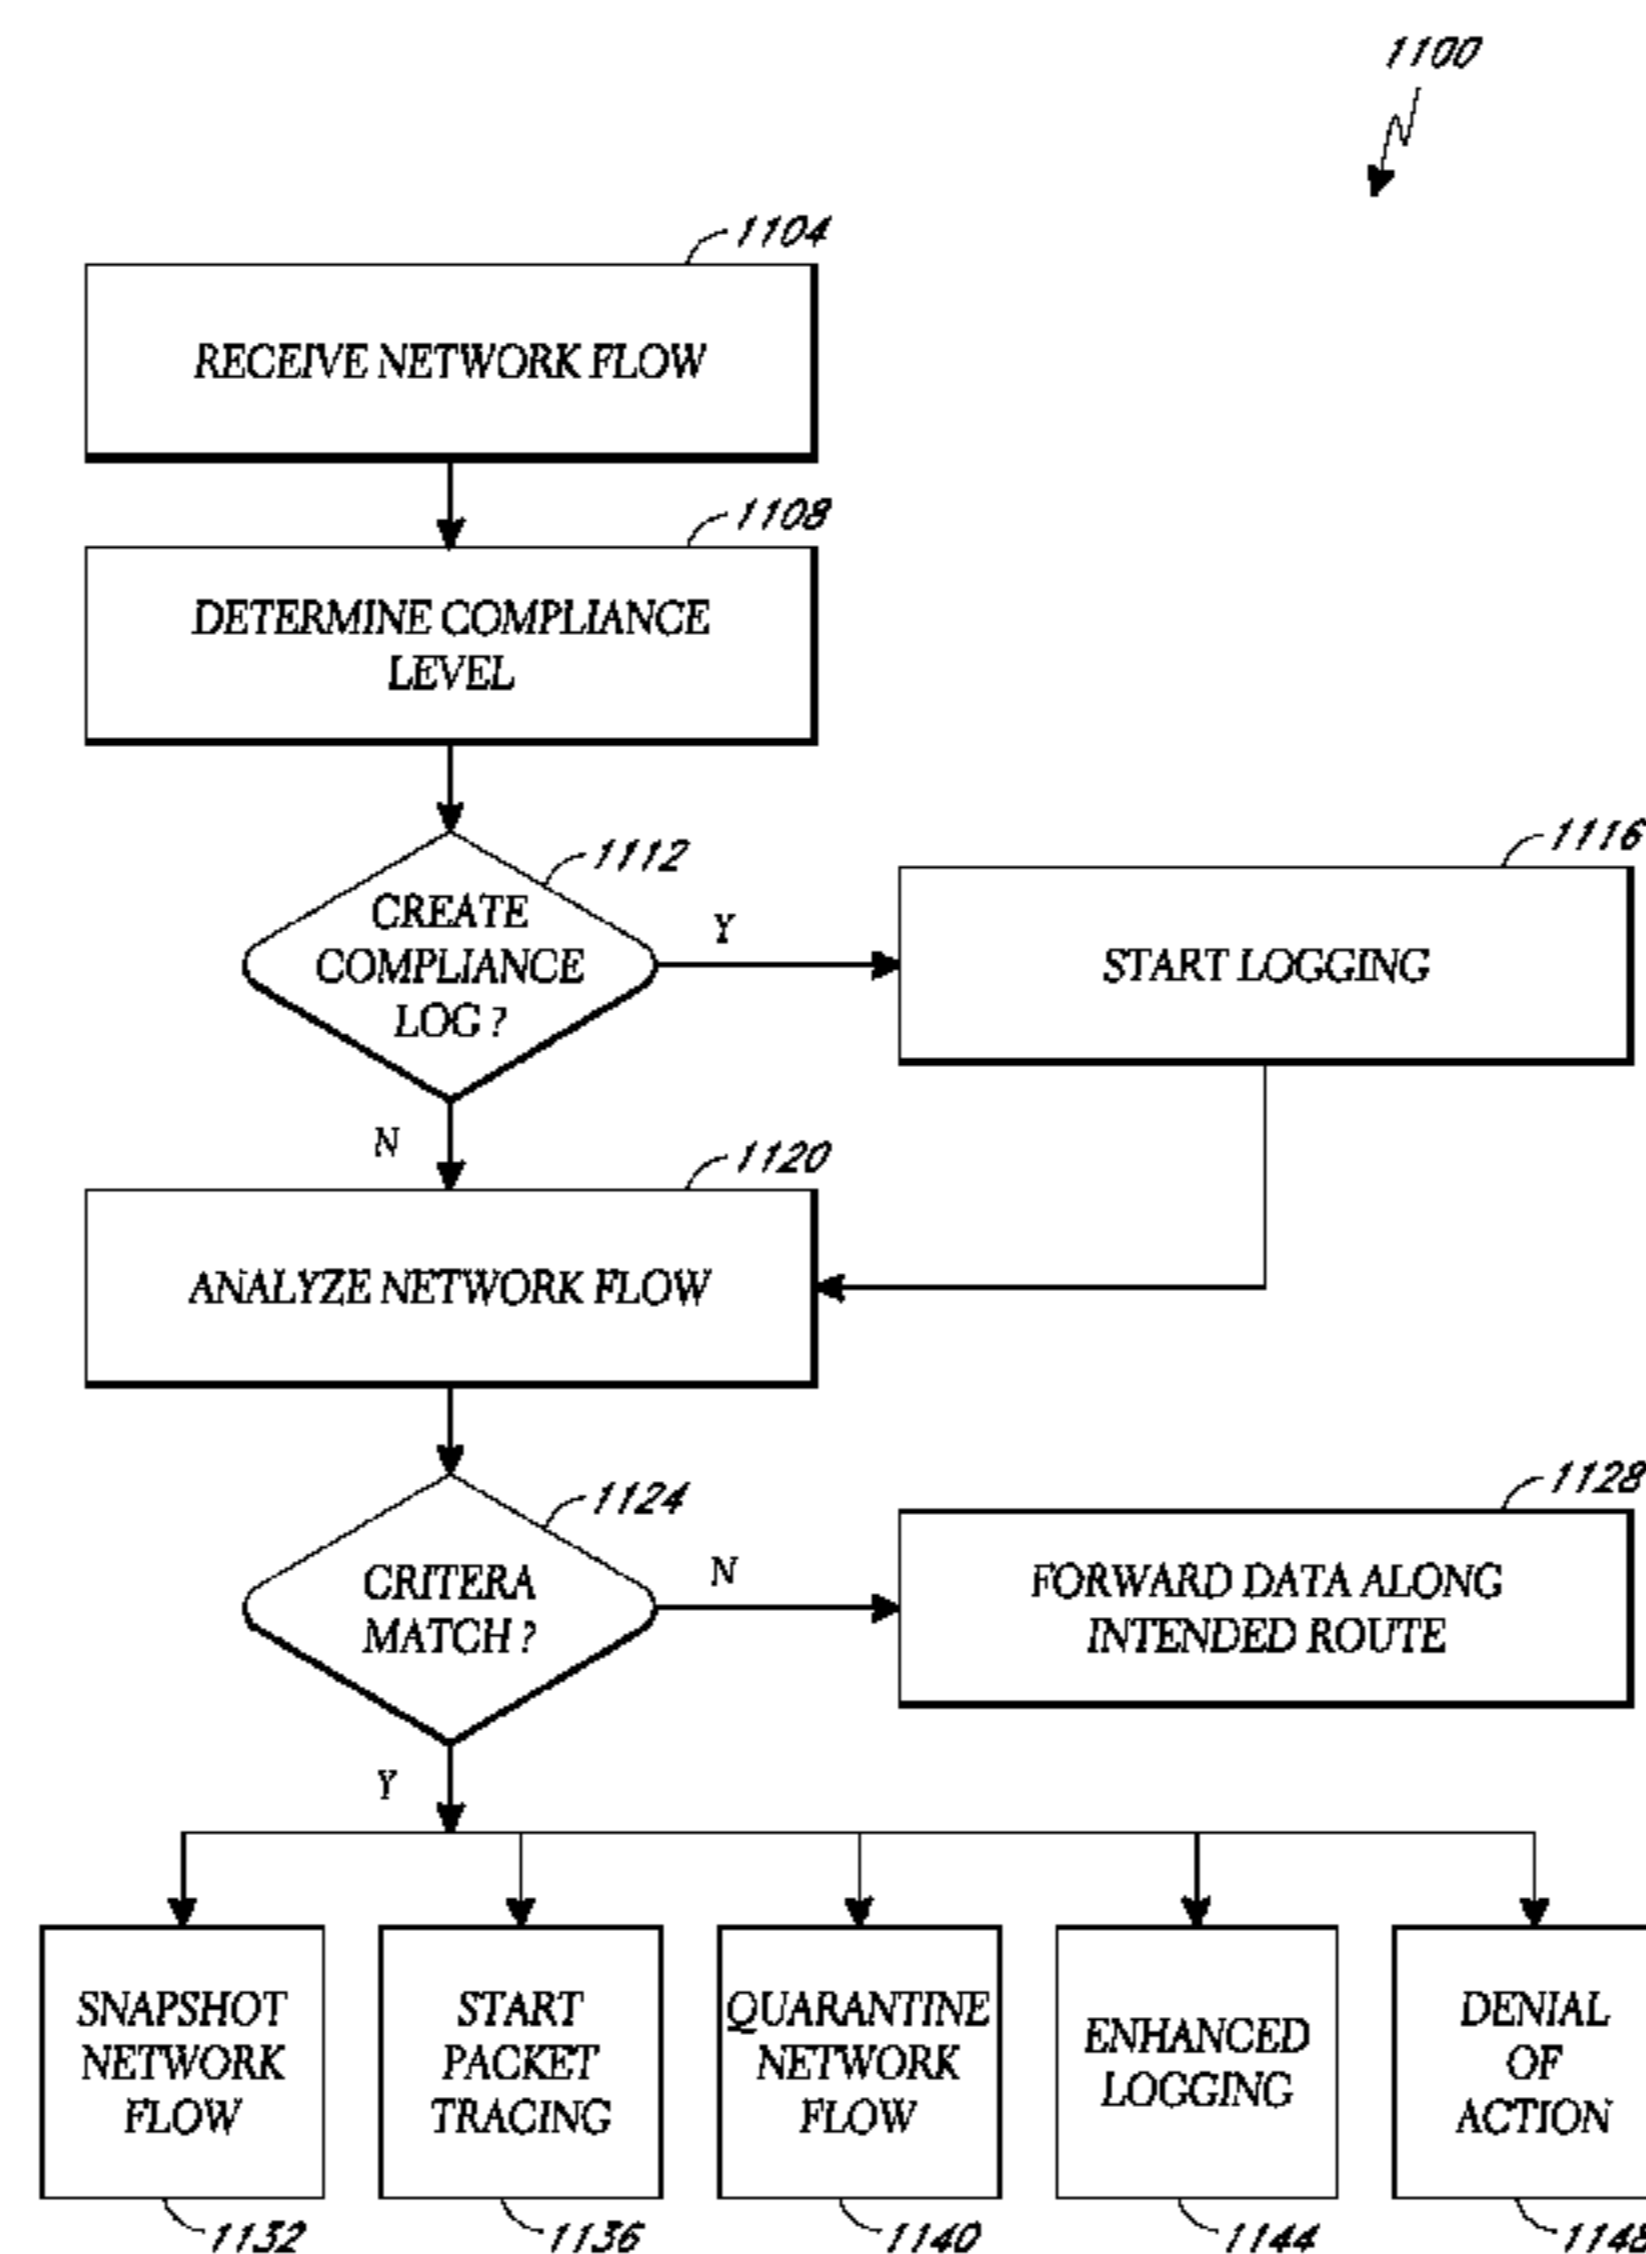 1100
1104
RECEIVE NETWORK FLOW
1108
DETERMINE COMPLIANCE
LEVEL
1112
CREATE
COMPLIANCE
LOG ?
Y
1116
START LOGGING
N
1120
ANALYZE NETWORK FLOW
1124
CRITERA
MATCH ?
N
1128
FORWARD DATA ALONG
INTENDED ROUTE
Y
SNAPSHOT
NETWORK
FLOW
START
PACKET
TRACING
QUARANTINE
NETWORK
FLOW
ENHANCED
LOGGING
DENIAL
OF
ACTION
1132
1136
1140
1144
1148